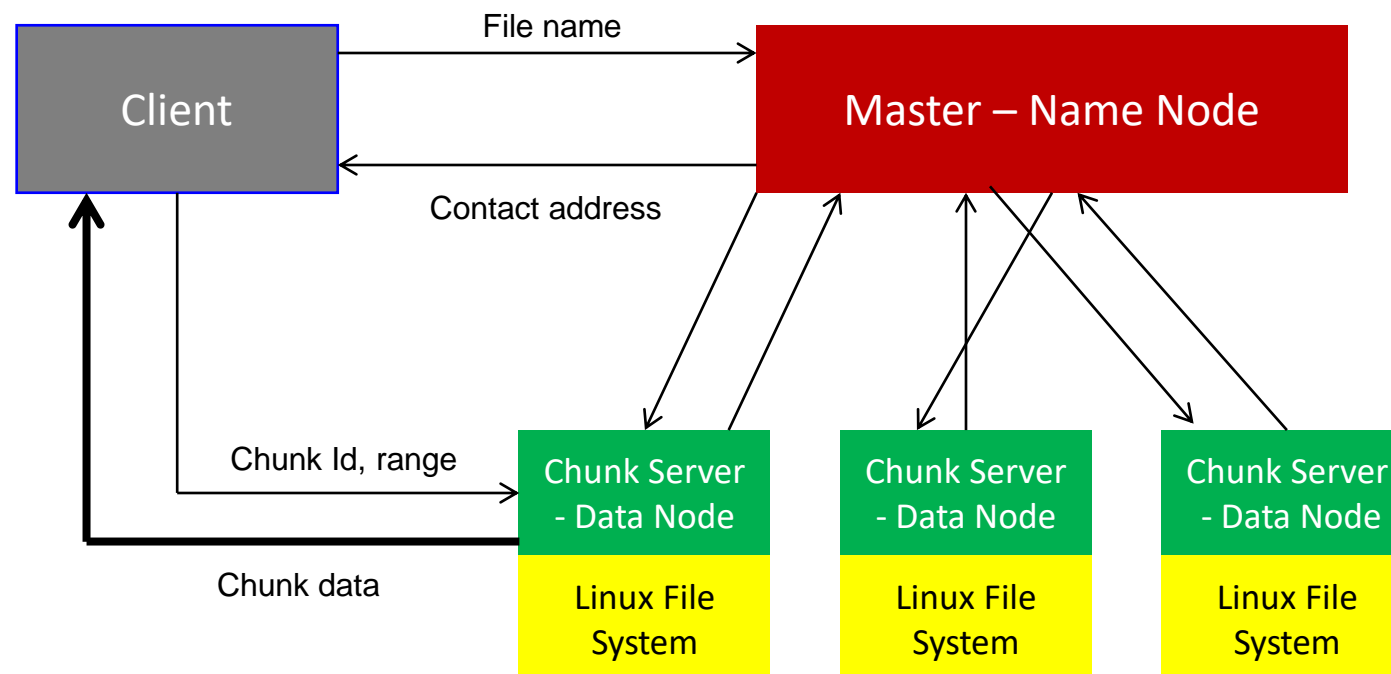 File name
Client
Master – Name Node
Contact address
Chunk Id, range
Chunk data
Chunk Server
- Data Node
Linux File
System
Chunk Server
- Data Node
Linux File
System
Chunk Server
- Data Node
Linux File
System